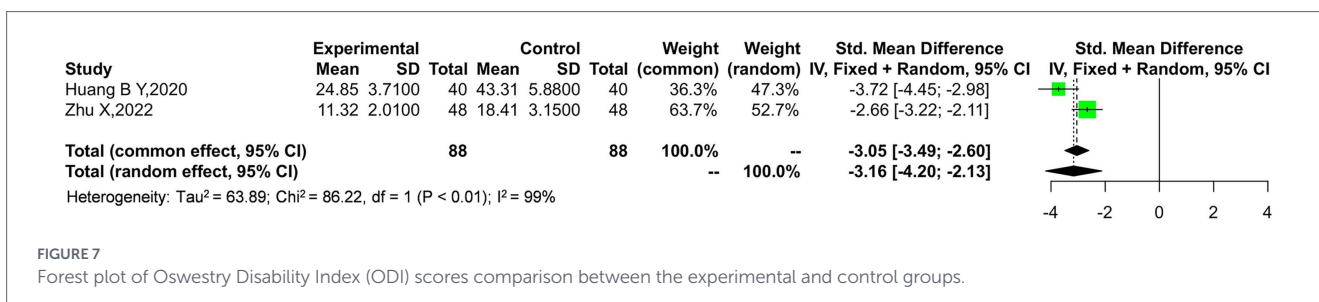 Experimental Control Weight Weight Std. Mean Difference Std. Mean Difference
Study Mean SD Total Mean SD Total (common) (random) IV, Fixed + Random, 95% CI IV, Fixed + Random, 95% CI
Huang B Y,2020 24.85 3.7100 40 43.31 5.8800 40 36.3% 47.3% -3.72 [-4.45; -2.98]
Zhu X,2022 11.32 2.0100 48 18.41 3.1500 48 63.7% 52.7% -2.66 [-3.22; -2.11]
Total (common effect, 95% CI) 88 88 100.0% -- -3.05 [-3.49; -2.60]
Total (random effect, 95% CI) -- 100.0% -3.16 [-4.20; -2.13]
Heterogeneity: Tau² = 63.89; Chi² = 86.22, df = 1 (P < 0.01); I² = 99%
-4 -2 0 2 4
FIGURE 7
Forest plot of Oswestry Disability Index (ODI) scores comparison between the experimental and control groups.